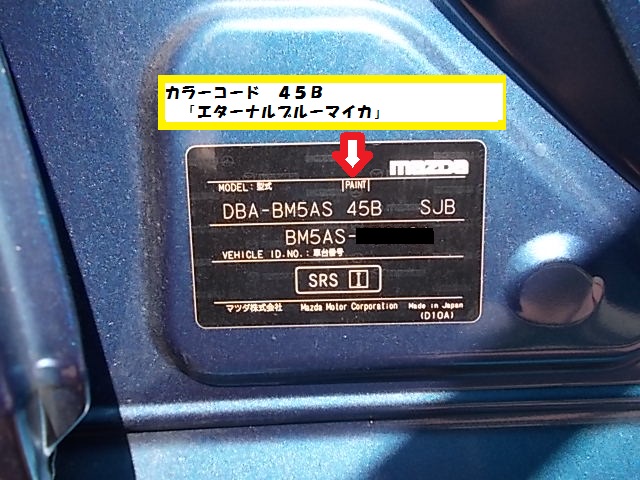 カラーコード　４５Ｂ
「エターナルブルーマイカ」
mazda
MODEL:型式 PAINT
DBA-BM5AS 45B SJB
BM5AS-
VEHICLE ID.NO.:車台番号
SRS I
マツダ株式会社 Mazda Motor Corporation Made in Japan
(D10A)